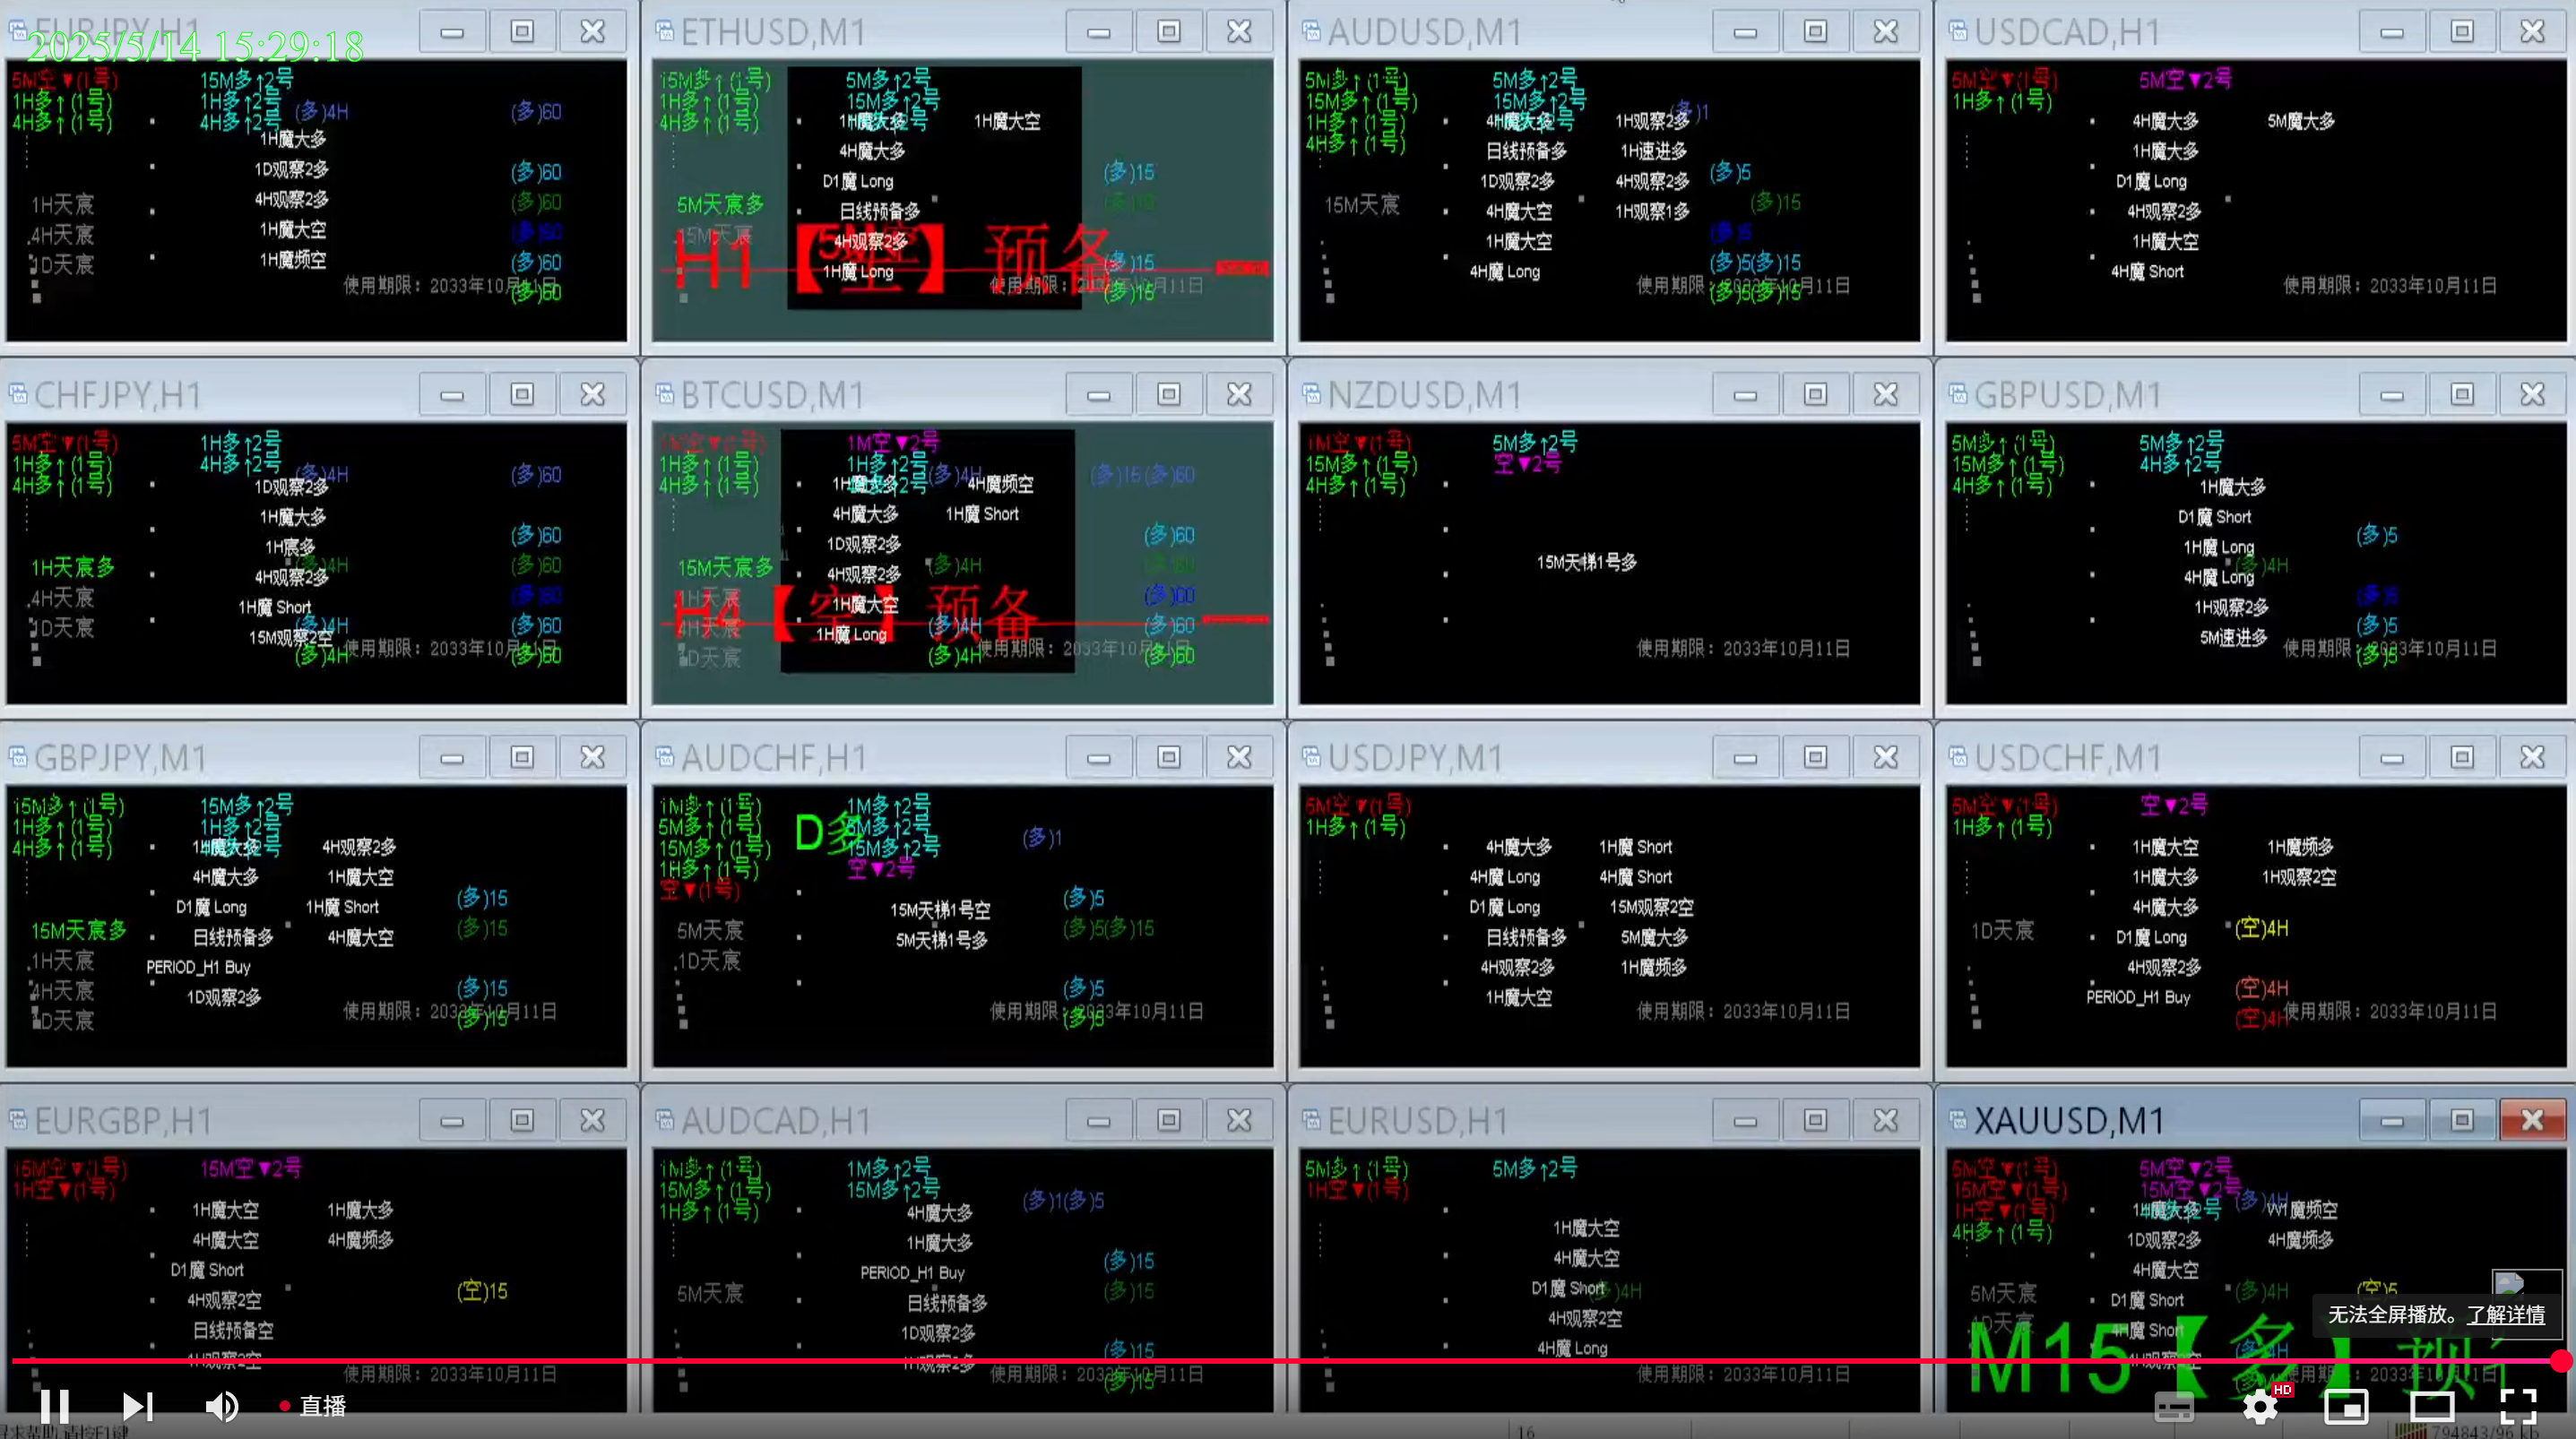 EURJPY,H1
2025/5/14 15:29:18
5M空▼(1号) 15M多↑2号
1H多↑(1号) 1H多↑2号 (多)4H (多)60
4H多↑(1号) 4H多↑2号
1H魔大多
1D观察2多 (多)60
1H天宸 4H观察2多 (多)60
4H天宸 1H魔大空
1D天宸 1H魔频空 (多)60
使用期限：2033年10月11日
(多)60
ETHUSD,M1
15M多↑(1号) 5M多↑2号
1H多↑(1号) 15M多↑2号
4H多↑(1号) 1H魔大多 1H魔大空
4H魔大多
D1魔 Long (多)15
5M天宸多 日线预备多
15M天宸 4H观察2多
H1【空】 预备
1H魔 Long (多)15
(多)15
AUDUSD,M1
5M多↑(1号) 5M多↑2号
15M多↑(1号) 15M多↑2号 (多)1
1H多↑(1号) 4H魔大多 1H观察2多
4H多↑(1号) 日线预备多 1H速进多
1D观察2多 4H观察2多 (多)5
15M天宸 4H魔大空 1H观察1多 (多)15
1H魔大空 (多)5
4H魔 Long (多)5(多)15
使用期限：2033年10月11日
(多)5(多)15
USDCAD,H1
5M空▼(1号) 5M空▼2号
1H多↑(1号)
4H魔大多 5M魔大多
1H魔大多
D1魔 Long
4H观察2多
1H魔大空
4H魔 Short
使用期限：2033年10月11日
CHFJPY,H1
5M空▼(1号) 1H多↑2号
1H多↑(1号) 4H多↑2号 (多)4H (多)60
4H多↑(1号) 1D观察2多
1H魔大多
1H宸多 (多)60
1H天宸多 (多)4H (多)60
4H观察2多
4H天宸 1H魔 Short (多)60
1D天宸 15M观察2空 (多)4H (多)60
使用期限：2033年10月11日
(多)4H (多)60
BTCUSD,M1
1M空▼(1号) 1M空▼2号
1H多↑(1号) 1H多↑2号 (多)4H (多)15(多)60
4H多↑(1号) 1H魔大多 4H魔频空
4H魔大多 1H魔 Short
1D观察2多 (多)60
15M天宸多 4H观察2多 (多)4H
1H天宸 1H魔大空 (多)60
H4【空】预备
4H天宸 1H魔 Long (多)4H (多)60
D天宸 (多)4H (多)60
NZDUSD,M1
1M空▼(1号) 5M多↑2号
15M多↑(1号) 空▼2号
4H多↑(1号)
15M天梯1号多
使用期限：2033年10月11日
GBPUSD,M1
5M多↑(1号) 5M多↑2号
15M多↑(1号) 4H多↑2号
4H多↑(1号) 1H魔大多
D1魔 Short
1H魔 Long (多)5
(多)4H
4H魔 Long
1H观察2多 (多)5
5M速进多 (多)5
使用期限：2033年10月11日
(多)5
GBPJPY,M1
15M多↑(1号) 15M多↑2号
1H多↑(1号) 1H多↑2号
4H多↑(1号) 1H魔大多 4H观察2多
4H魔大多 1H魔大空
D1魔 Long 1H魔 Short (多)15
15M天宸多 日线预备多 4H魔大空 (多)15
1H天宸 PERIOD_H1 Buy
4H天宸 1D观察2多 (多)15
1D天宸 (多)15
使用期限：2033年10月11日
AUDCHF,H1
1M多↑(1号) 1M多↑2号
5M多↑(1号) D多 5M多↑2号 (多)1
15M多↑(1号) 15M多↑2号
1H多↑(1号) 空▼2号
空▼(1号)
15M天梯1号空 (多)5
5M天宸 5M天梯1号多 (多)5(多)15
1D天宸
(多)5
使用期限：2033年10月11日
(多)5
USDJPY,M1
5M空▼(1号)
1H多↑(1号)
4H魔大多 1H魔 Short
4H魔 Long 4H魔 Short
D1魔 Long 15M观察2空
日线预备多 5M魔大多
4H观察2多 1H魔频多
1H魔大空
使用期限：2033年10月11日
USDCHF,M1
5M空▼(1号) 空▼2号
1H多↑(1号)
1H魔大空 1H魔频多
1H魔大多 1H观察2空
4H魔大多
1D天宸 D1魔 Long (空)4H
4H观察2多
PERIOD_H1 Buy (空)4H
(空)4H
使用期限：2033年10月11日
EURGBP,H1
15M空▼(1号) 15M空▼2号
1H空▼(1号)
1H魔大空 1H魔大多
4H魔大空 4H魔频多
D1魔 Short
4H观察2空 (空)15
日线预备空
1H观察2空
使用期限：2033年10月11日
AUDCAD,H1
1M多↑(1号) 1M多↑2号
15M多↑(1号) 15M多↑2号 (多)1(多)5
1H多↑(1号) 4H魔大多
1H魔大多
PERIOD_H1 Buy (多)15
5M天宸 日线预备多 (多)15
1D观察2多
1H观察2多 (多)15
使用期限：2033年10月11日
(多)15
EURUSD,H1
5M多↑(1号) 5M多↑2号
1H空▼(1号)
1H魔大空
4H魔大空
D1魔 Short )4H
4H观察2空
4H魔 Long
使用期限：2033年10月11日
XAUUSD,M1
5M空▼(1号) 5M空▼2号
15M空▼(1号) 15M空▼2号 (多)4H
1H空▼(1号) 1H魔大多 W1魔频空
4H多↑(1号) 1D观察2多 4H魔频多
4H魔大空
5M天宸 D1魔 Short (多)4H (空)5
4H魔 Short
M15【多】
无法全屏播放。了解详情
直播
HD
16
794843/96 kb